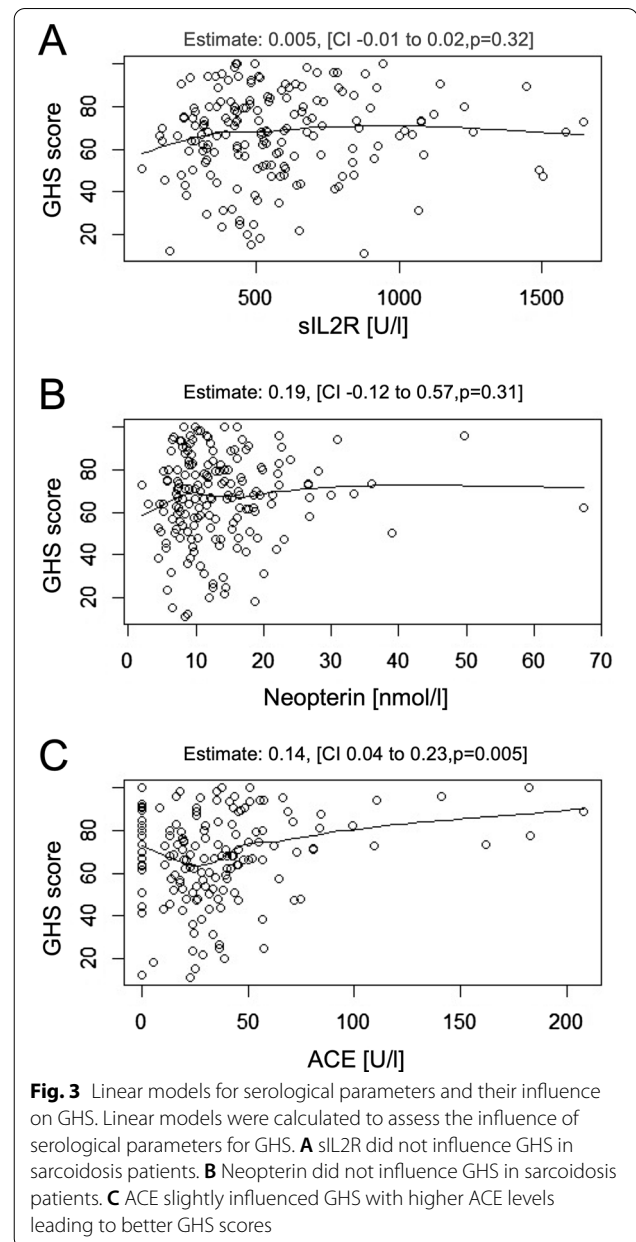 A
Estimate: 0.005, [CI -0.01 to 0.02,p=0.32]
GHS score
20 40 60 80
500 1000 1500
sIL2R [U/l]
B
Estimate: 0.19, [CI -0.12 to 0.57,p=0.31]
GHS score
20 40 60 80
0 10 20 30 40 50 60 70
Neopterin [nmol/l]
C
Estimate: 0.14, [CI 0.04 to 0.23,p=0.005]
GHS score
20 40 60 80
0 50 100 150 200
ACE [U/l]
Fig. 3 Linear models for serological parameters and their influence
on GHS. Linear models were calculated to assess the influence of
serological parameters for GHS. A sIL2R did not influence GHS in
sarcoidosis patients. B Neopterin did not influence GHS in sarcoidosis
patients. C ACE slightly influenced GHS with higher ACE levels
leading to better GHS scores